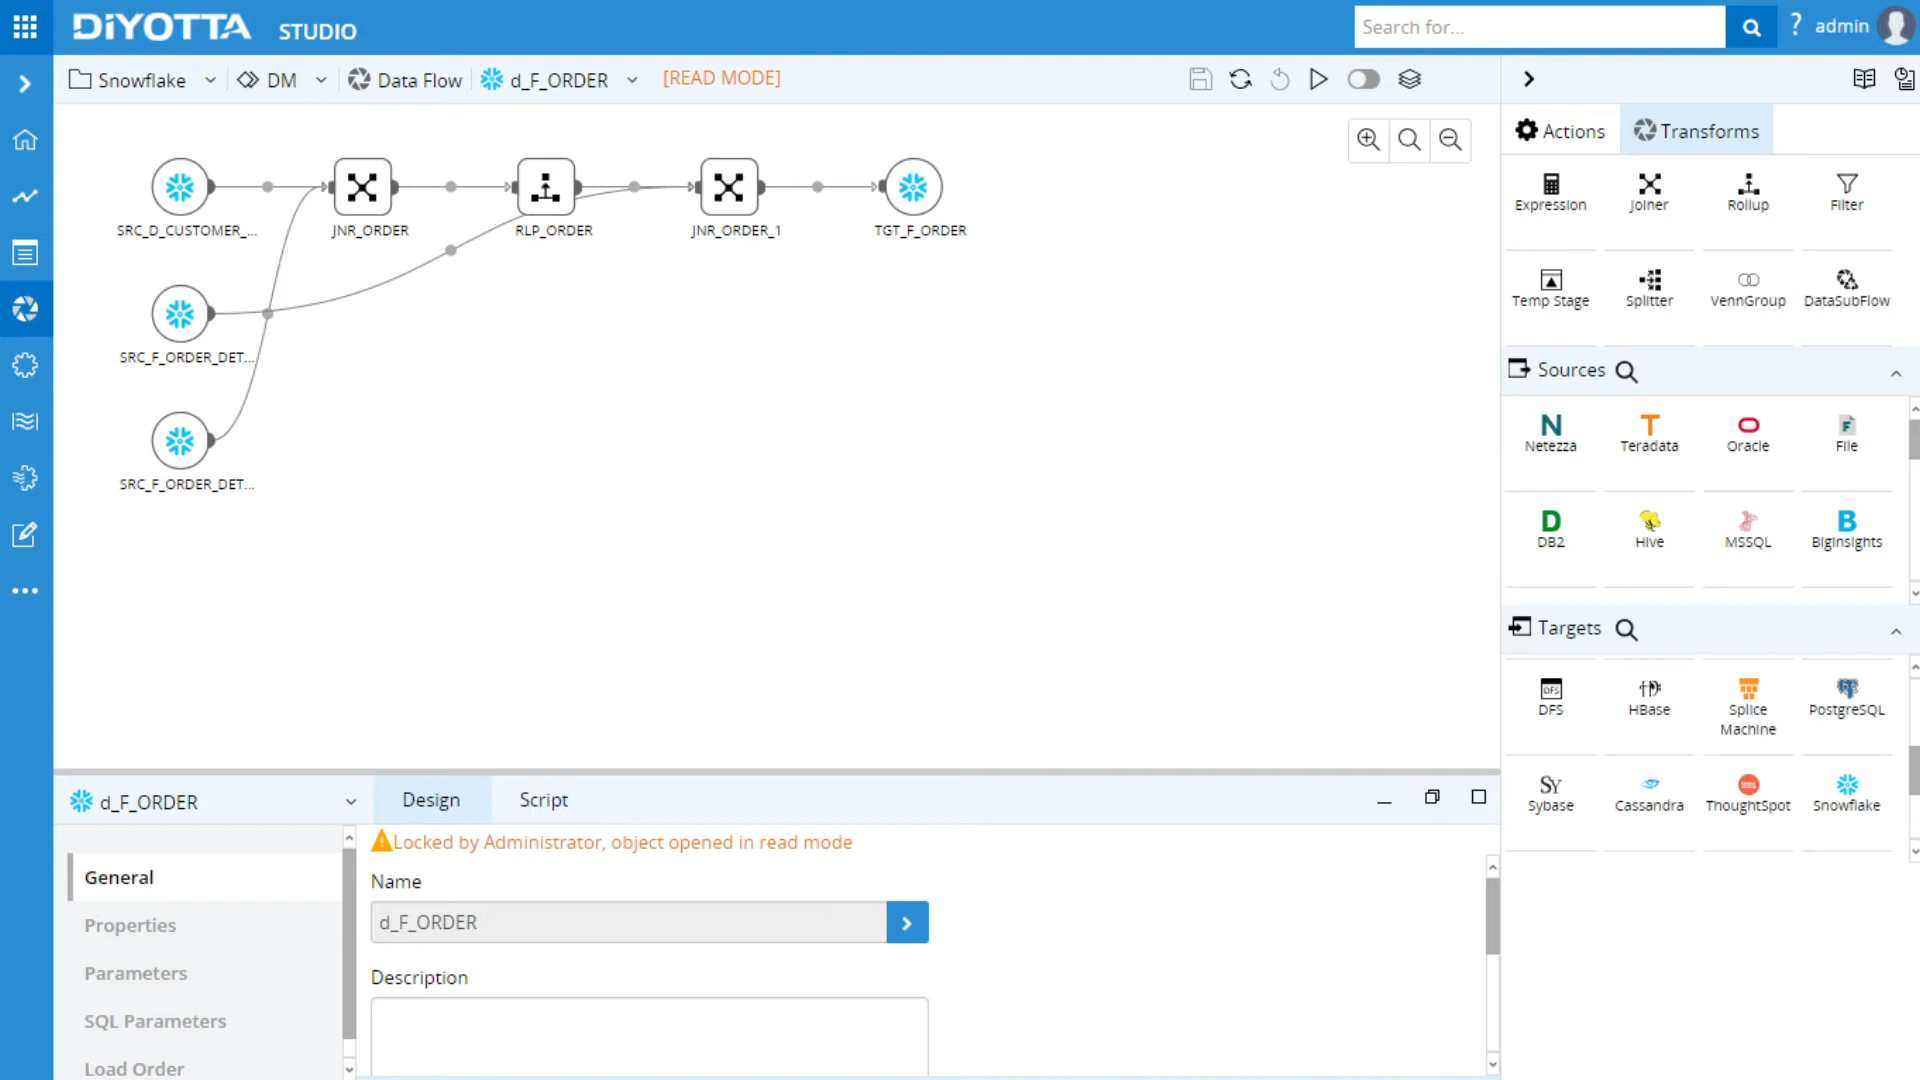 DiYOTTA STUDIO
Search for...
? admin
Snowflake DM Data Flow d_F_ORDER [READ MODE]
Actions Transforms
SRC_D_CUSTOMER_... JNR_ORDER RLP_ORDER JNR_ORDER_1 TGT_F_ORDER
SRC_F_ORDER_DET...
SRC_F_ORDER_DET...
Expression Joiner Rollup Filter
Temp Stage Splitter VennGroup DataSubFlow
Sources
N T O F
Netezza Teradata Oracle File
D B
DB2 Hive MSSQL BigInsights
Targets
DFS
DFS HBase Splice Machine PostgreSQL
SY
Sybase Cassandra ThoughtSpot Snowflake
d_F_ORDER Design Script
Locked by Administrator, object opened in read mode
General
Properties
Parameters
SQL Parameters
Load Order
Name
d_F_ORDER
Description